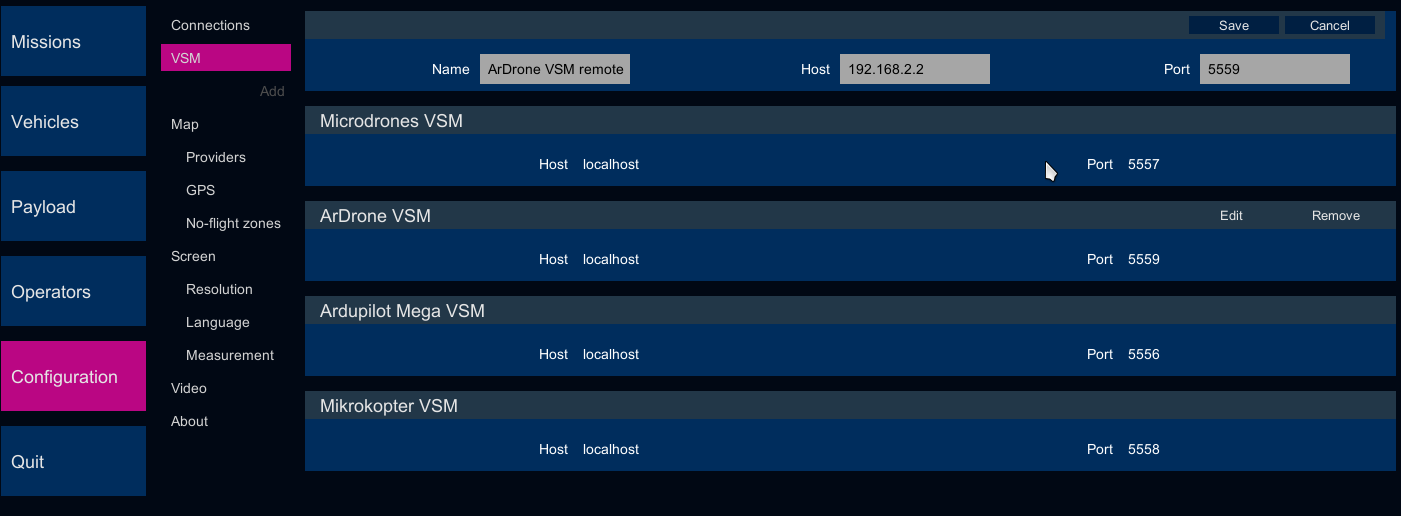 Missions
Vehicles
Payload
Operators
Configuration
Quit
Connections
VSM
Add
Map
Providers
GPS
No-flight zones
Screen
Resolution
Language
Measurement
Video
About
Save Cancel
Name ArDrone VSM remote Host 192.168.2.2 Port 5559
Microdrones VSM
Host localhost Port 5557
ArDrone VSM Edit Remove
Host localhost Port 5559
Ardupilot Mega VSM
Host localhost Port 5556
Mikrokopter VSM
Host localhost Port 5558